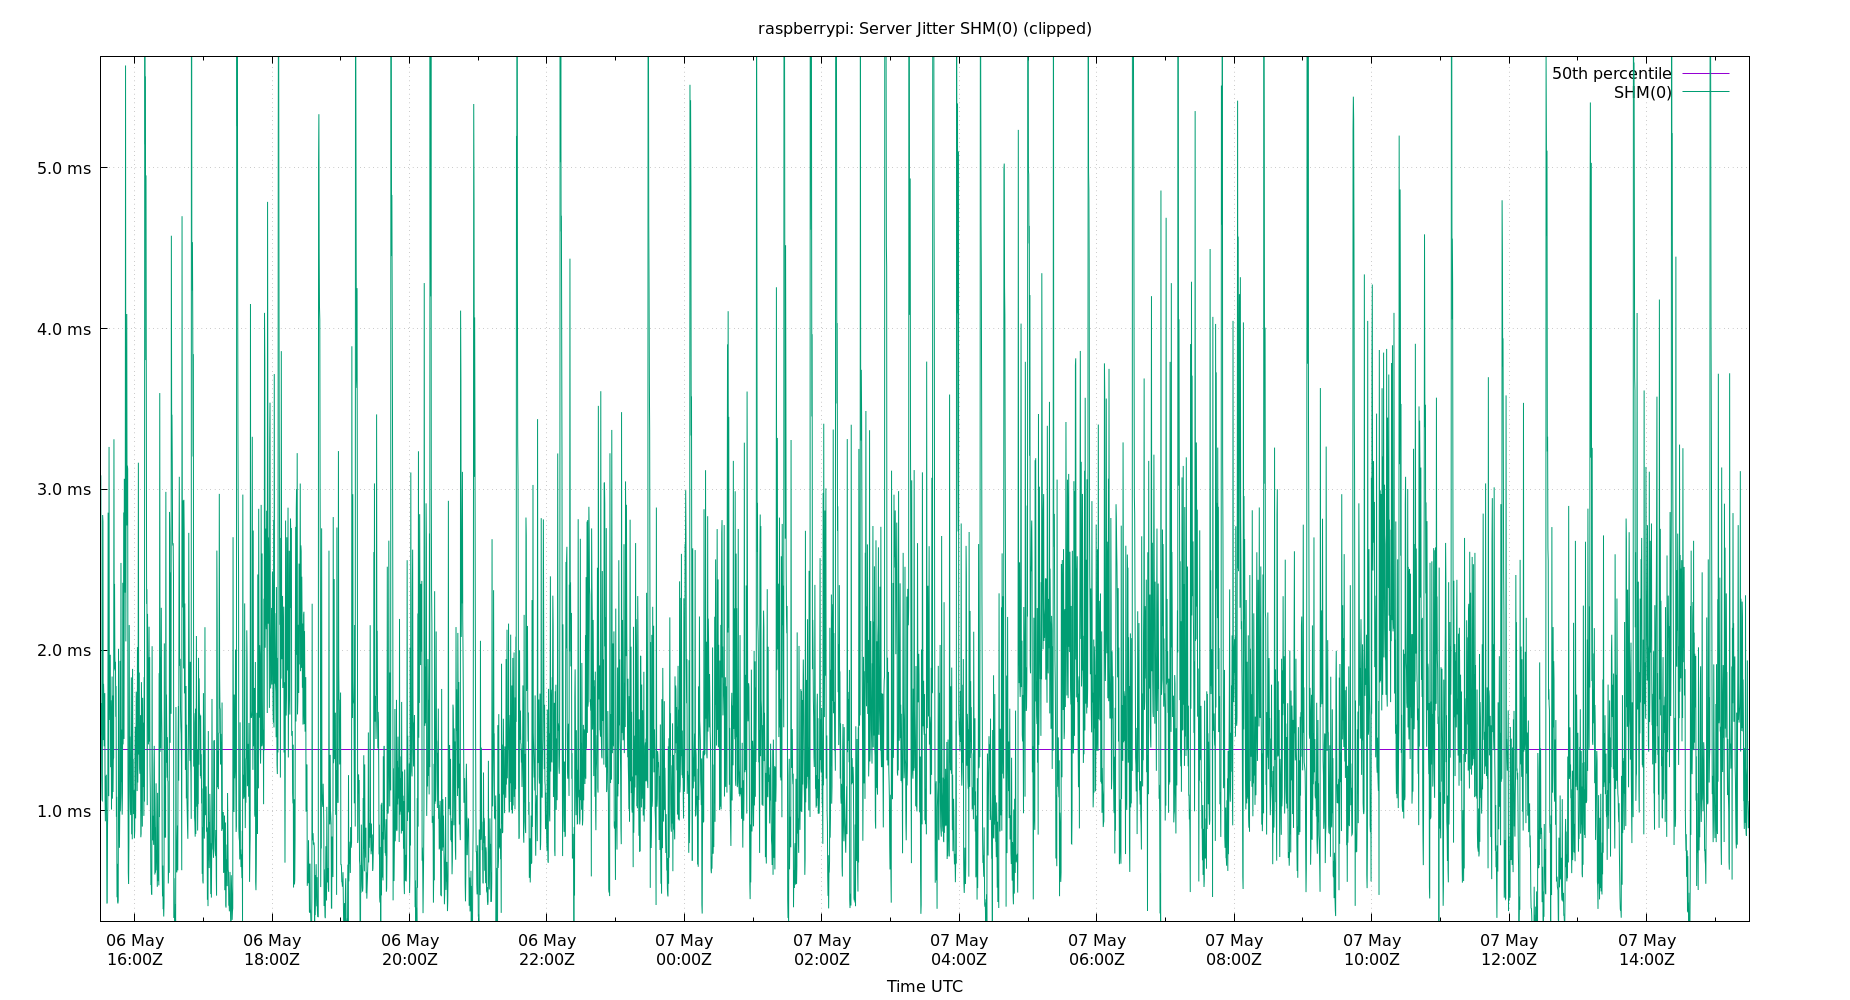 raspberrypi: Server Jitter SHM(0) (clipped)
50th percentile
SHM(0)
5.0 ms
4.0 ms
3.0 ms
2.0 ms
1.0 ms
06 May 06 May 06 May 06 May 07 May 07 May 07 May 07 May 07 May 07 May 07 May 07 May
16:00Z 18:00Z 20:00Z 22:00Z 00:00Z 02:00Z 04:00Z 06:00Z 08:00Z 10:00Z 12:00Z 14:00Z
Time UTC